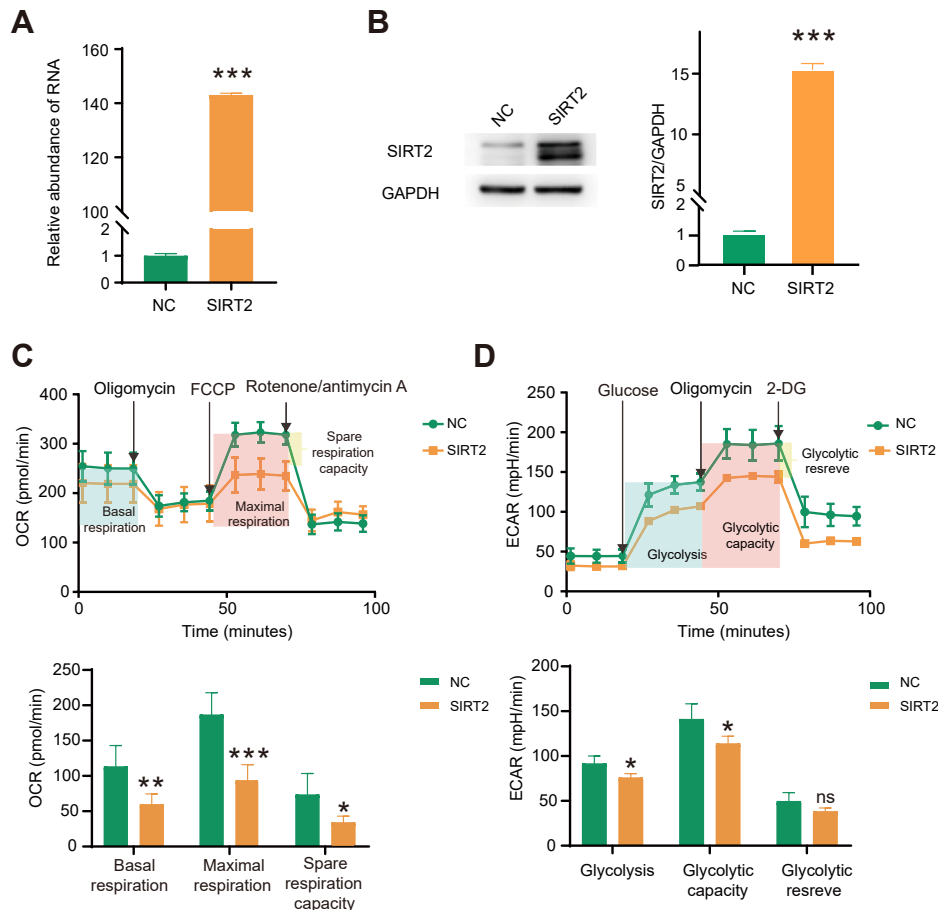 A
Relative abundance of RNA
160
140
120
100
2
1
0
***
NC
SIRT2
B
NC
SIRT2
SIRT2
GAPDH
SIRT2/GAPDH
15
10
5
2
1
0
***
NC
SIRT2
C
OCR (pmol/min)
400
300
200
100
0
Oligomycin
FCCP
Rotenone/antimycin A
NC
SIRT2
Spare
respiration
capacity
Basal
respiration
Maximal
respiration
0
50
100
Time (minutes)
OCR (pmol/min)
250
200
150
100
50
0
**
***
*
NC
SIRT2
Basal
respiration
Maximal
respiration
Spare
respiration
capacity
D
ECAR (mpH/min)
250
200
150
100
50
0
Glucose
Oligomycin
2-DG
NC
SIRT2
Glycolytic
resreve
Glycolysis
Glycolytic
capacity
0
50
100
Time (minutes)
ECAR (mpH/min)
200
150
100
50
0
*
*
ns
NC
SIRT2
Glycolysis
Glycolytic
capacity
Glycolytic
resreve